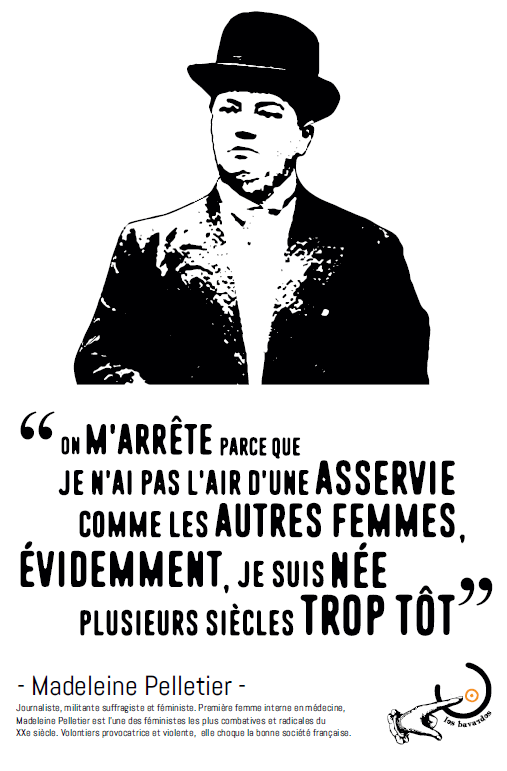 “ON M'ARRÊTE PARCE QUE
JE N'AI PAS L'AIR D'UNE ASSERVIE
COMME LES AUTRES FEMMES,
ÉVIDEMMENT, JE SUIS NÉE
PLUSIEURS SIÈCLES TROP TÔT”
- Madeleine Pelletier -
Journaliste, militante suffragiste et féministe. Première femme interne en médecine,
Madeleine Pelletier est l'une des féministes les plus combatives et radicales du
XXe siècle. Volontiers provocatrice et violente, elle choque la bonne société française.
los bavardos